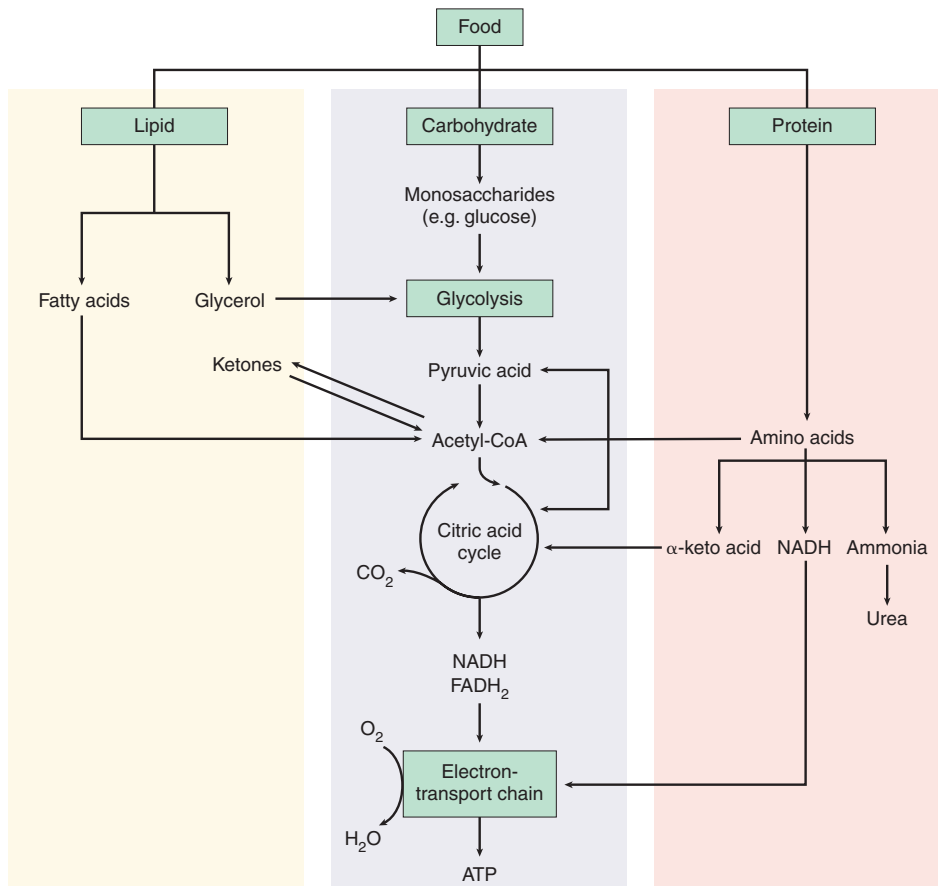 Food
Lipid
Carbohydrate
Protein
Monosaccharides
(e.g. glucose)
Fatty acids
Glycerol
Glycolysis
Ketones
Pyruvic acid
Acetyl-CoA
Amino acids
Citric acid
cycle
α-keto acid
NADH
Ammonia
CO₂
Urea
NADH
FADH₂
O₂
Electron-
transport chain
H₂O
ATP